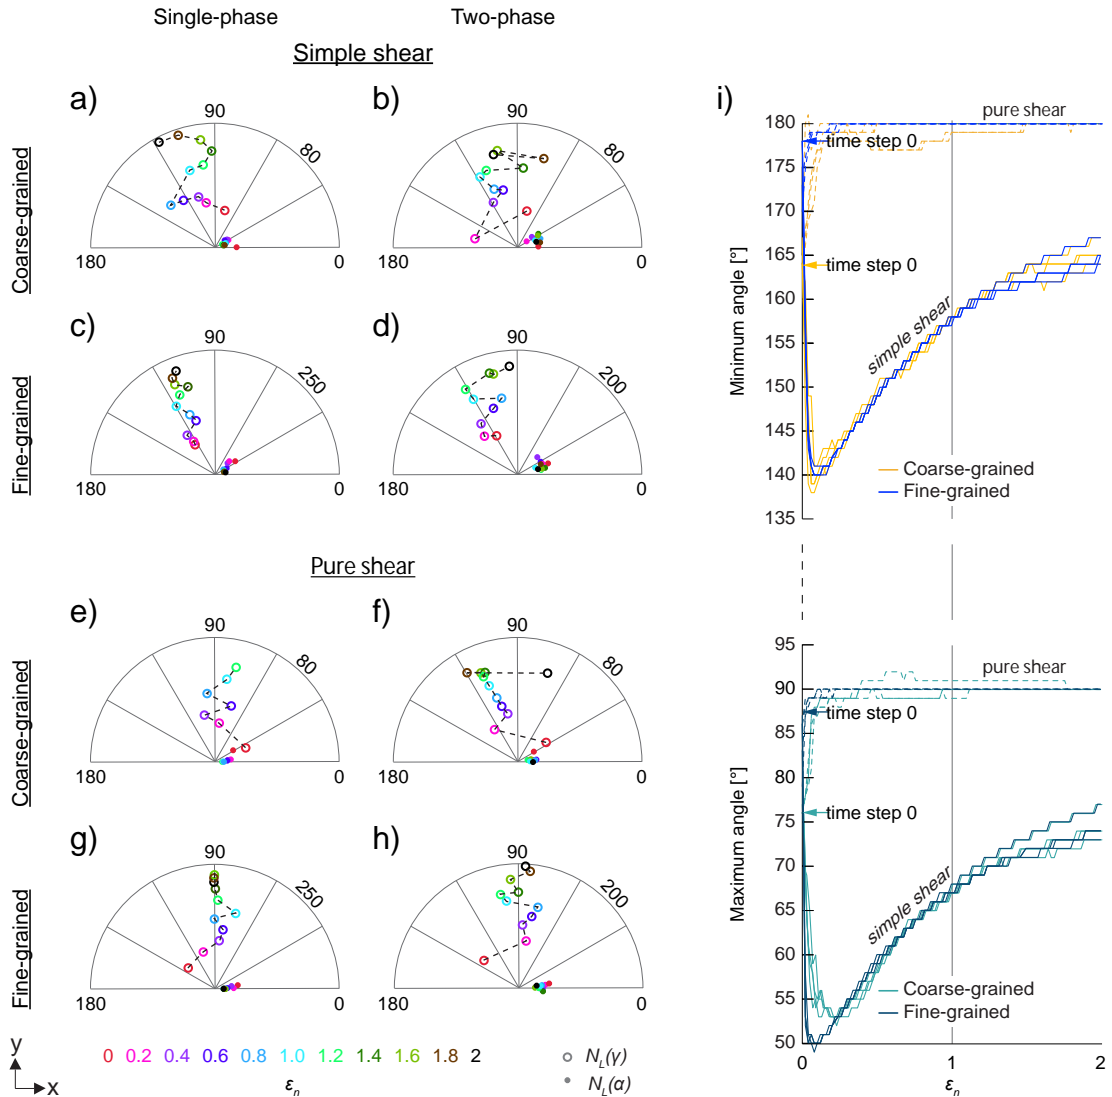 Single-phase
Two-phase
Simple shear
Coarse-grained
a)
90
80
180
0
b)
90
80
180
0
Fine-grained
c)
90
250
180
0
d)
90
200
180
0
Pure shear
Coarse-grained
e)
90
80
180
0
f)
90
80
180
0
Fine-grained
g)
90
250
180
0
h)
90
200
180
0
y
x
0 0.2 0.4 0.6 0.8 1.0 1.2 1.4 1.6 1.8 2
εn
NL(γ)
NL(α)
i)
Minimum angle [°]
180
175
170
165
160
155
150
145
140
135
pure shear
time step 0
time step 0
simple shear
Coarse-grained
Fine-grained
Maximum angle [°]
95
90
85
80
75
70
65
60
55
50
pure shear
time step 0
time step 0
simple shear
Coarse-grained
Fine-grained
0 1 2
εn